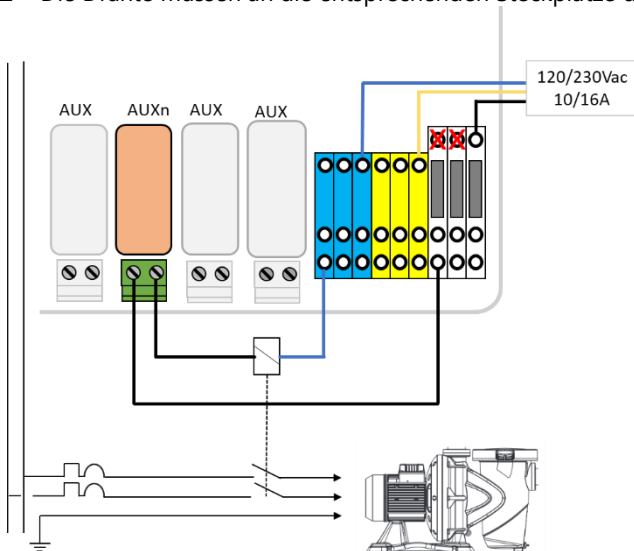 Die Drähte müssen an die entsprechenden Steckplätze
120/230Vac
10/16A
AUX AUXn AUX AUX